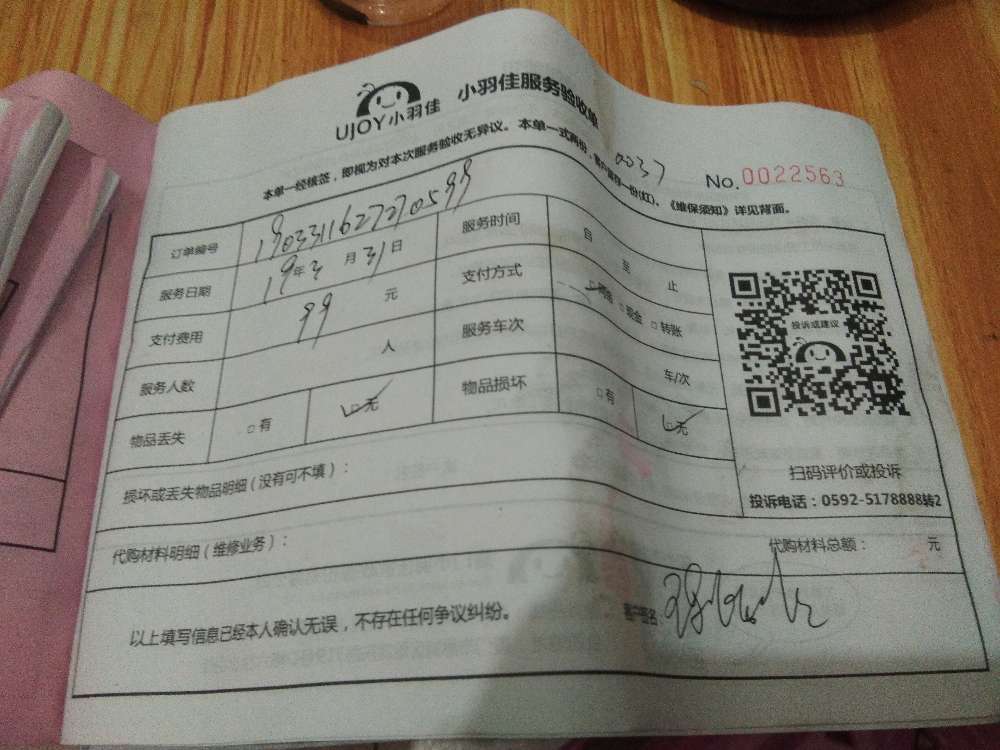 UJOY小羽佳 小羽佳服务验收单
0037
No.0022563
本单一经核签，即视为对本次服务验收无异议。本单一式两份，客户留存一份(红)。《维保须知》详见背面。
订单编号 1903311627270599 服务时间 自 至 止
服务日期 19年3月31日 支付方式 □现金 □转账
支付费用 99 元 服务车次 车/次
服务人数 人 物品损坏 □有 □无
物品丢失 □有 □无
投诉或建议
扫码评价或投诉
投诉电话：0592-5178888转2
损坏或丢失物品明细（没有可不填）：
代购材料明细（维修业务）： 代购材料总额： 元
以上填写信息已经本人确认无误，不存在任何争议纠纷。 客户签名: